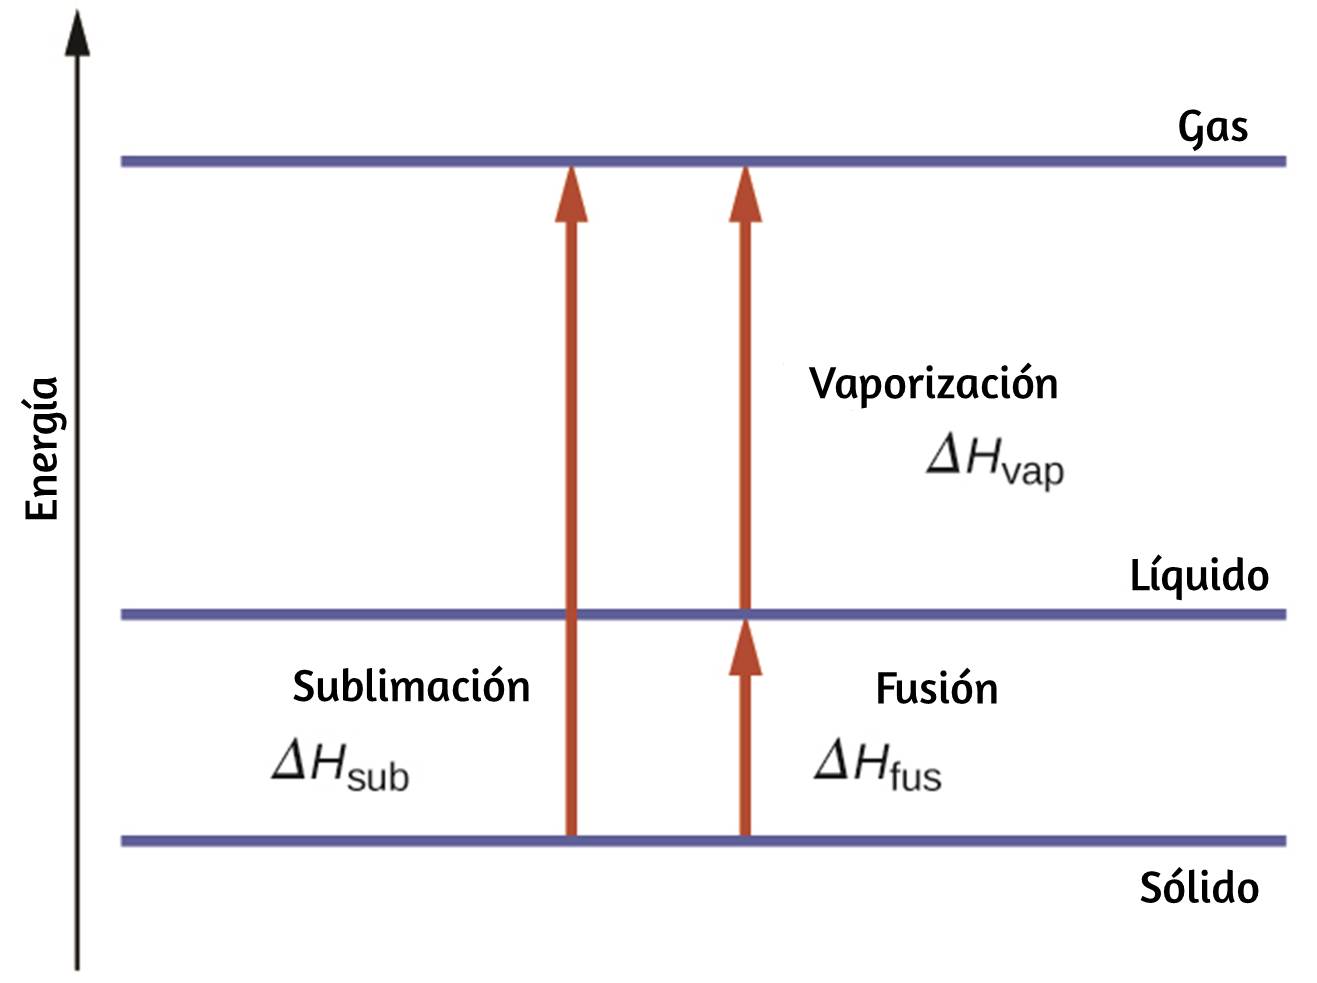 Gas
Energía
Vaporización
ΔHvap
Líquido
Sublimación
Fusión
ΔHsub
ΔHfus
Sólido